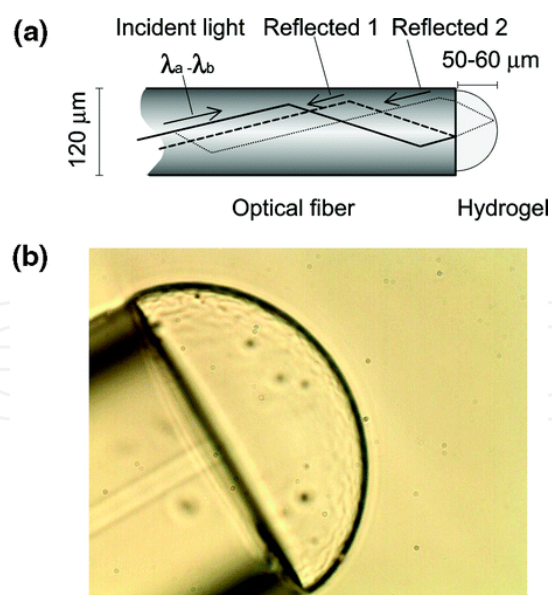 (a)
Incident light Reflected 1 Reflected 2
50-60 μm
λa-λb
120 μm
Optical fiber Hydrogel
(b)